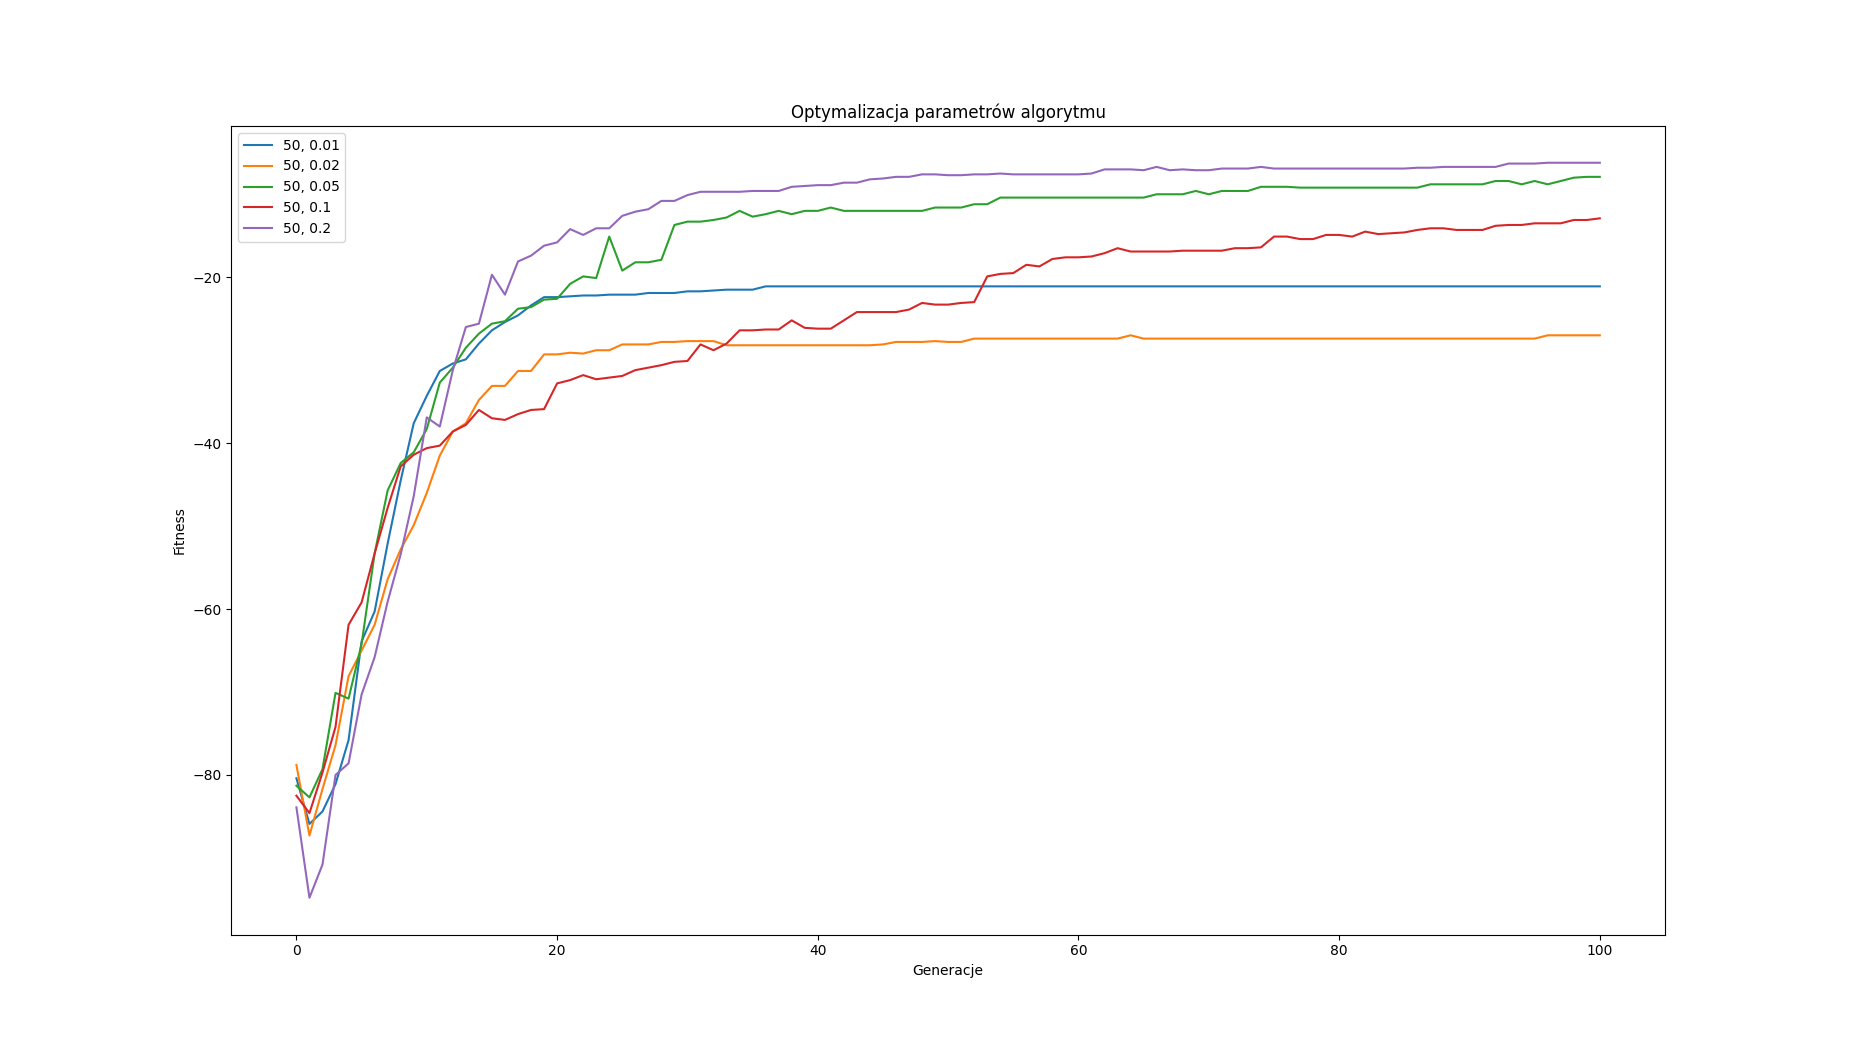 Optymalizacja parametrów algorytmu
50, 0.01
50, 0.02
50, 0.05
50, 0.1
50, 0.2
−20
−40
−60
−80
Fitness
0 20 40 60 80 100
Generacje